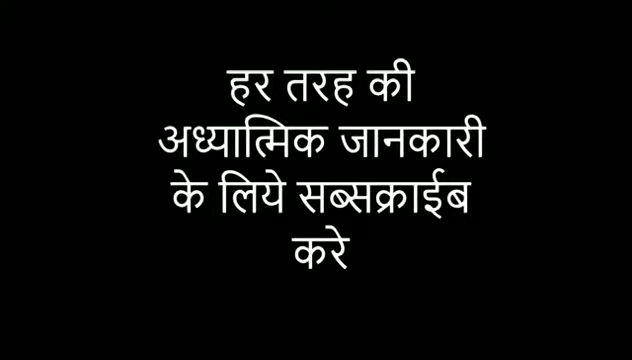 हर तरह की
अध्यात्मिक जानकारी
के लिये सब्सक्राईब
करे